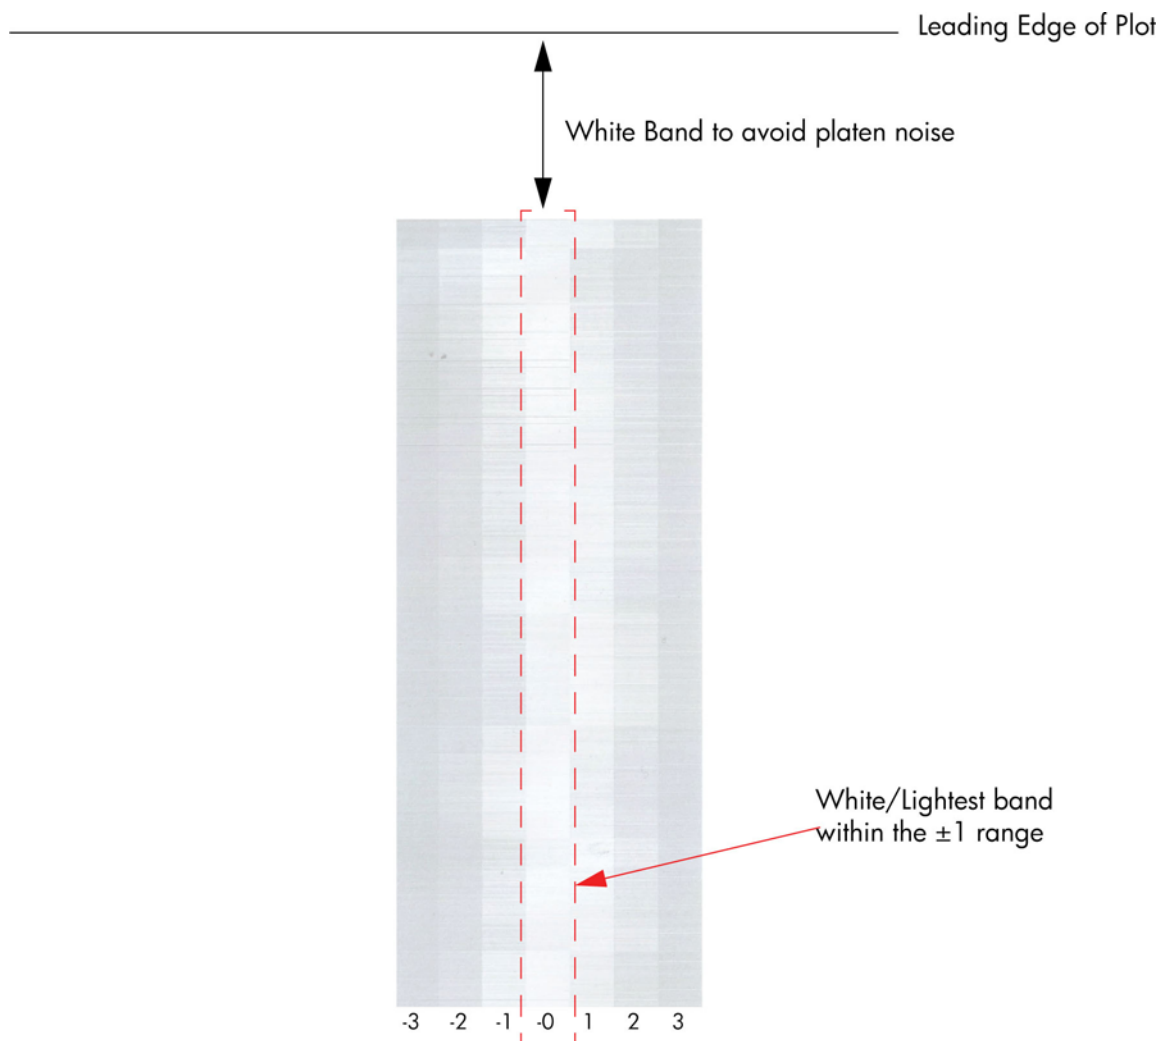 Leading Edge of Plot
White Band to avoid platen noise
White/Lightest band
within the ±1 range
-3 -2 -1 -0 1 2 3